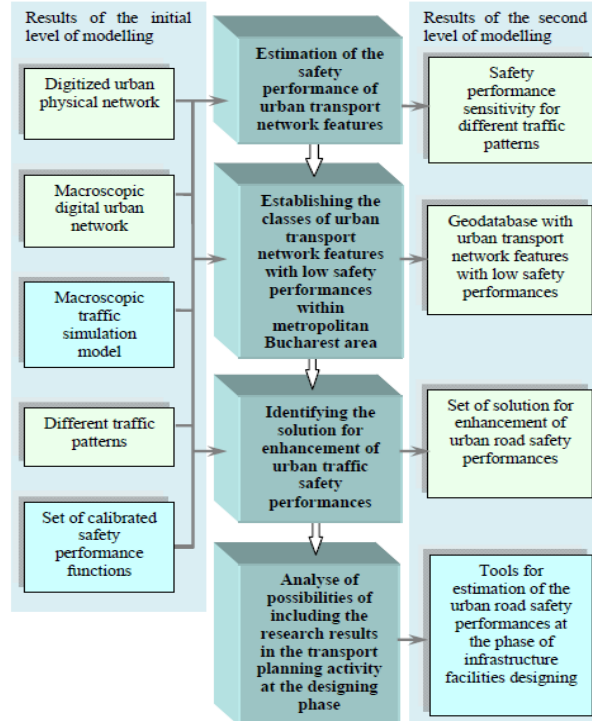 Results of the initial
level of modelling
Digitized urban
physical network
Macroscopic
digital urban
network
Macroscopic
traffic
simulation
model
Different traffic
patterns
Set of calibrated
safety
performance
functions
Estimation of the
safety
performance of
urban transport
network features
Establishing the
classes of urban
transport
network features
with low safety
performances
within
metropolitan
Bucharest area
Identifying the
solution for
enhancement of
urban traffic
safety
performances
Analyse of
possibilities of
including the
research results
in the transport
planning activity
at the designing
phase
Results of the second
level of modelling
Safety
performance
sensitivity for
different traffic
patterns
Geodatabase with
urban transport
network features
with low safety
performances
Set of solution for
enhancement of
urban road safety
performances
Tools for
estimation of the
urban road safety
performances at
the phase of
infrastructure
facilities designing